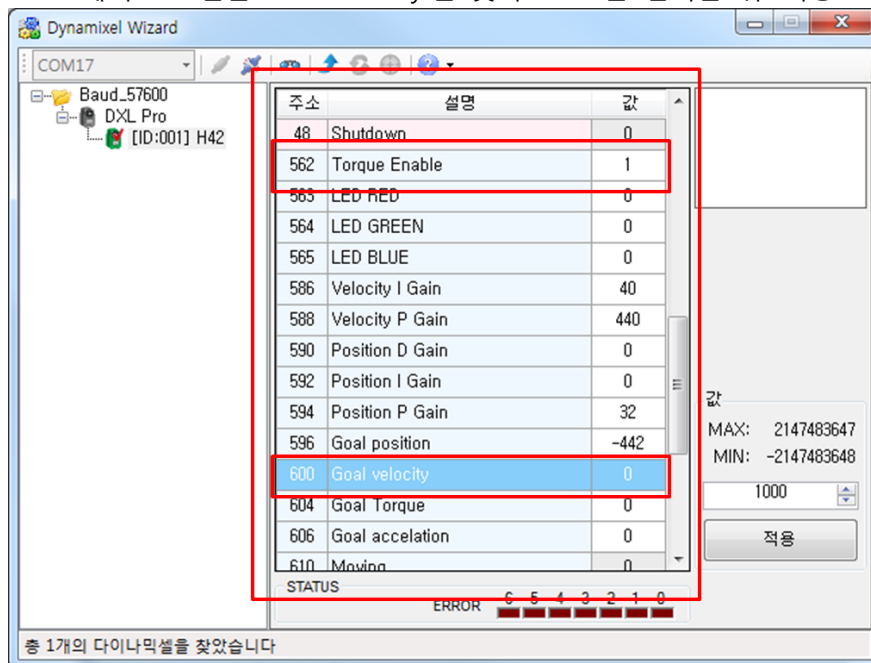 Dynamixel Wizard
COM17
Baud_57600
DXL Pro
[ID:001] H42
주소 설명 값
48 Shutdown 0
562 Torque Enable 1
563 LED RED 0
564 LED GREEN 0
565 LED BLUE 0
586 Velocity I Gain 40
588 Velocity P Gain 440
590 Position D Gain 0
592 Position I Gain 0
594 Position P Gain 32
596 Goal position -442
600 Goal velocity 0
604 Goal Torque 0
606 Goal accelation 0
610 Moving 0
값
MAX: 2147483647
MIN: -2147483648
1000
적용
STATUS
ERROR 6 5 4 3 2 1 0
총 1개의 다이나믹셀을 찾았습니다